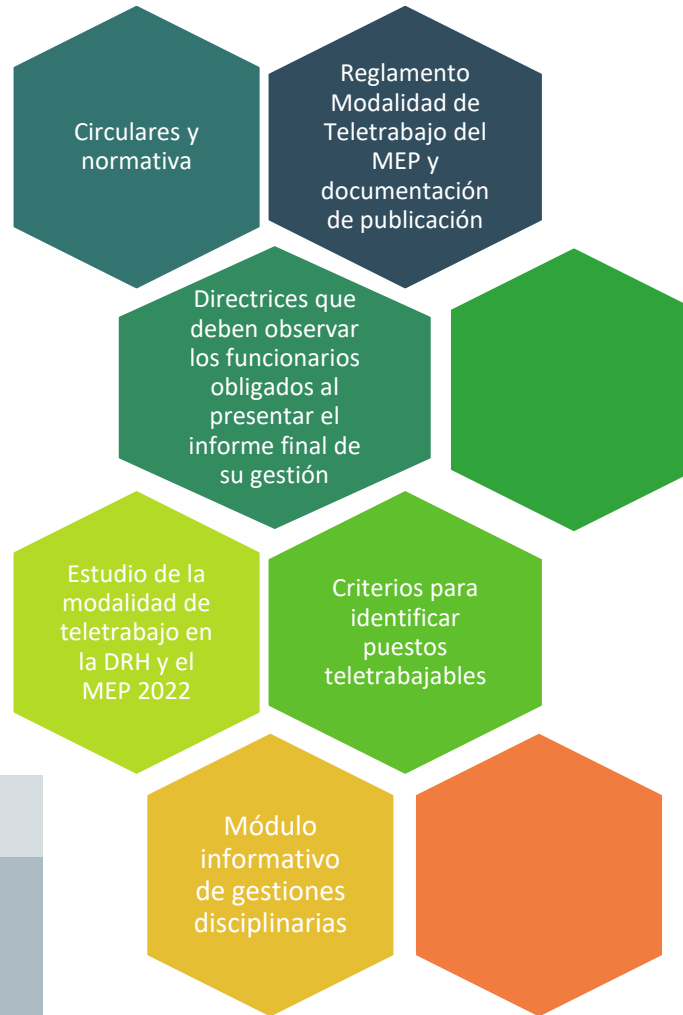 Circulares y
normativa
Reglamento
Modalidad de
Teletrabajo del
MEP y
documentación
de publicación
Directrices que
deben observar
los funcionarios
obligados al
presentar el
informe final de
su gestión
Estudio de la
modalidad de
teletrabajo en
la DRH y el
MEP 2022
Criterios para
identificar
puestos
teletrabajables
Módulo
informativo
de gestiones
disciplinarias